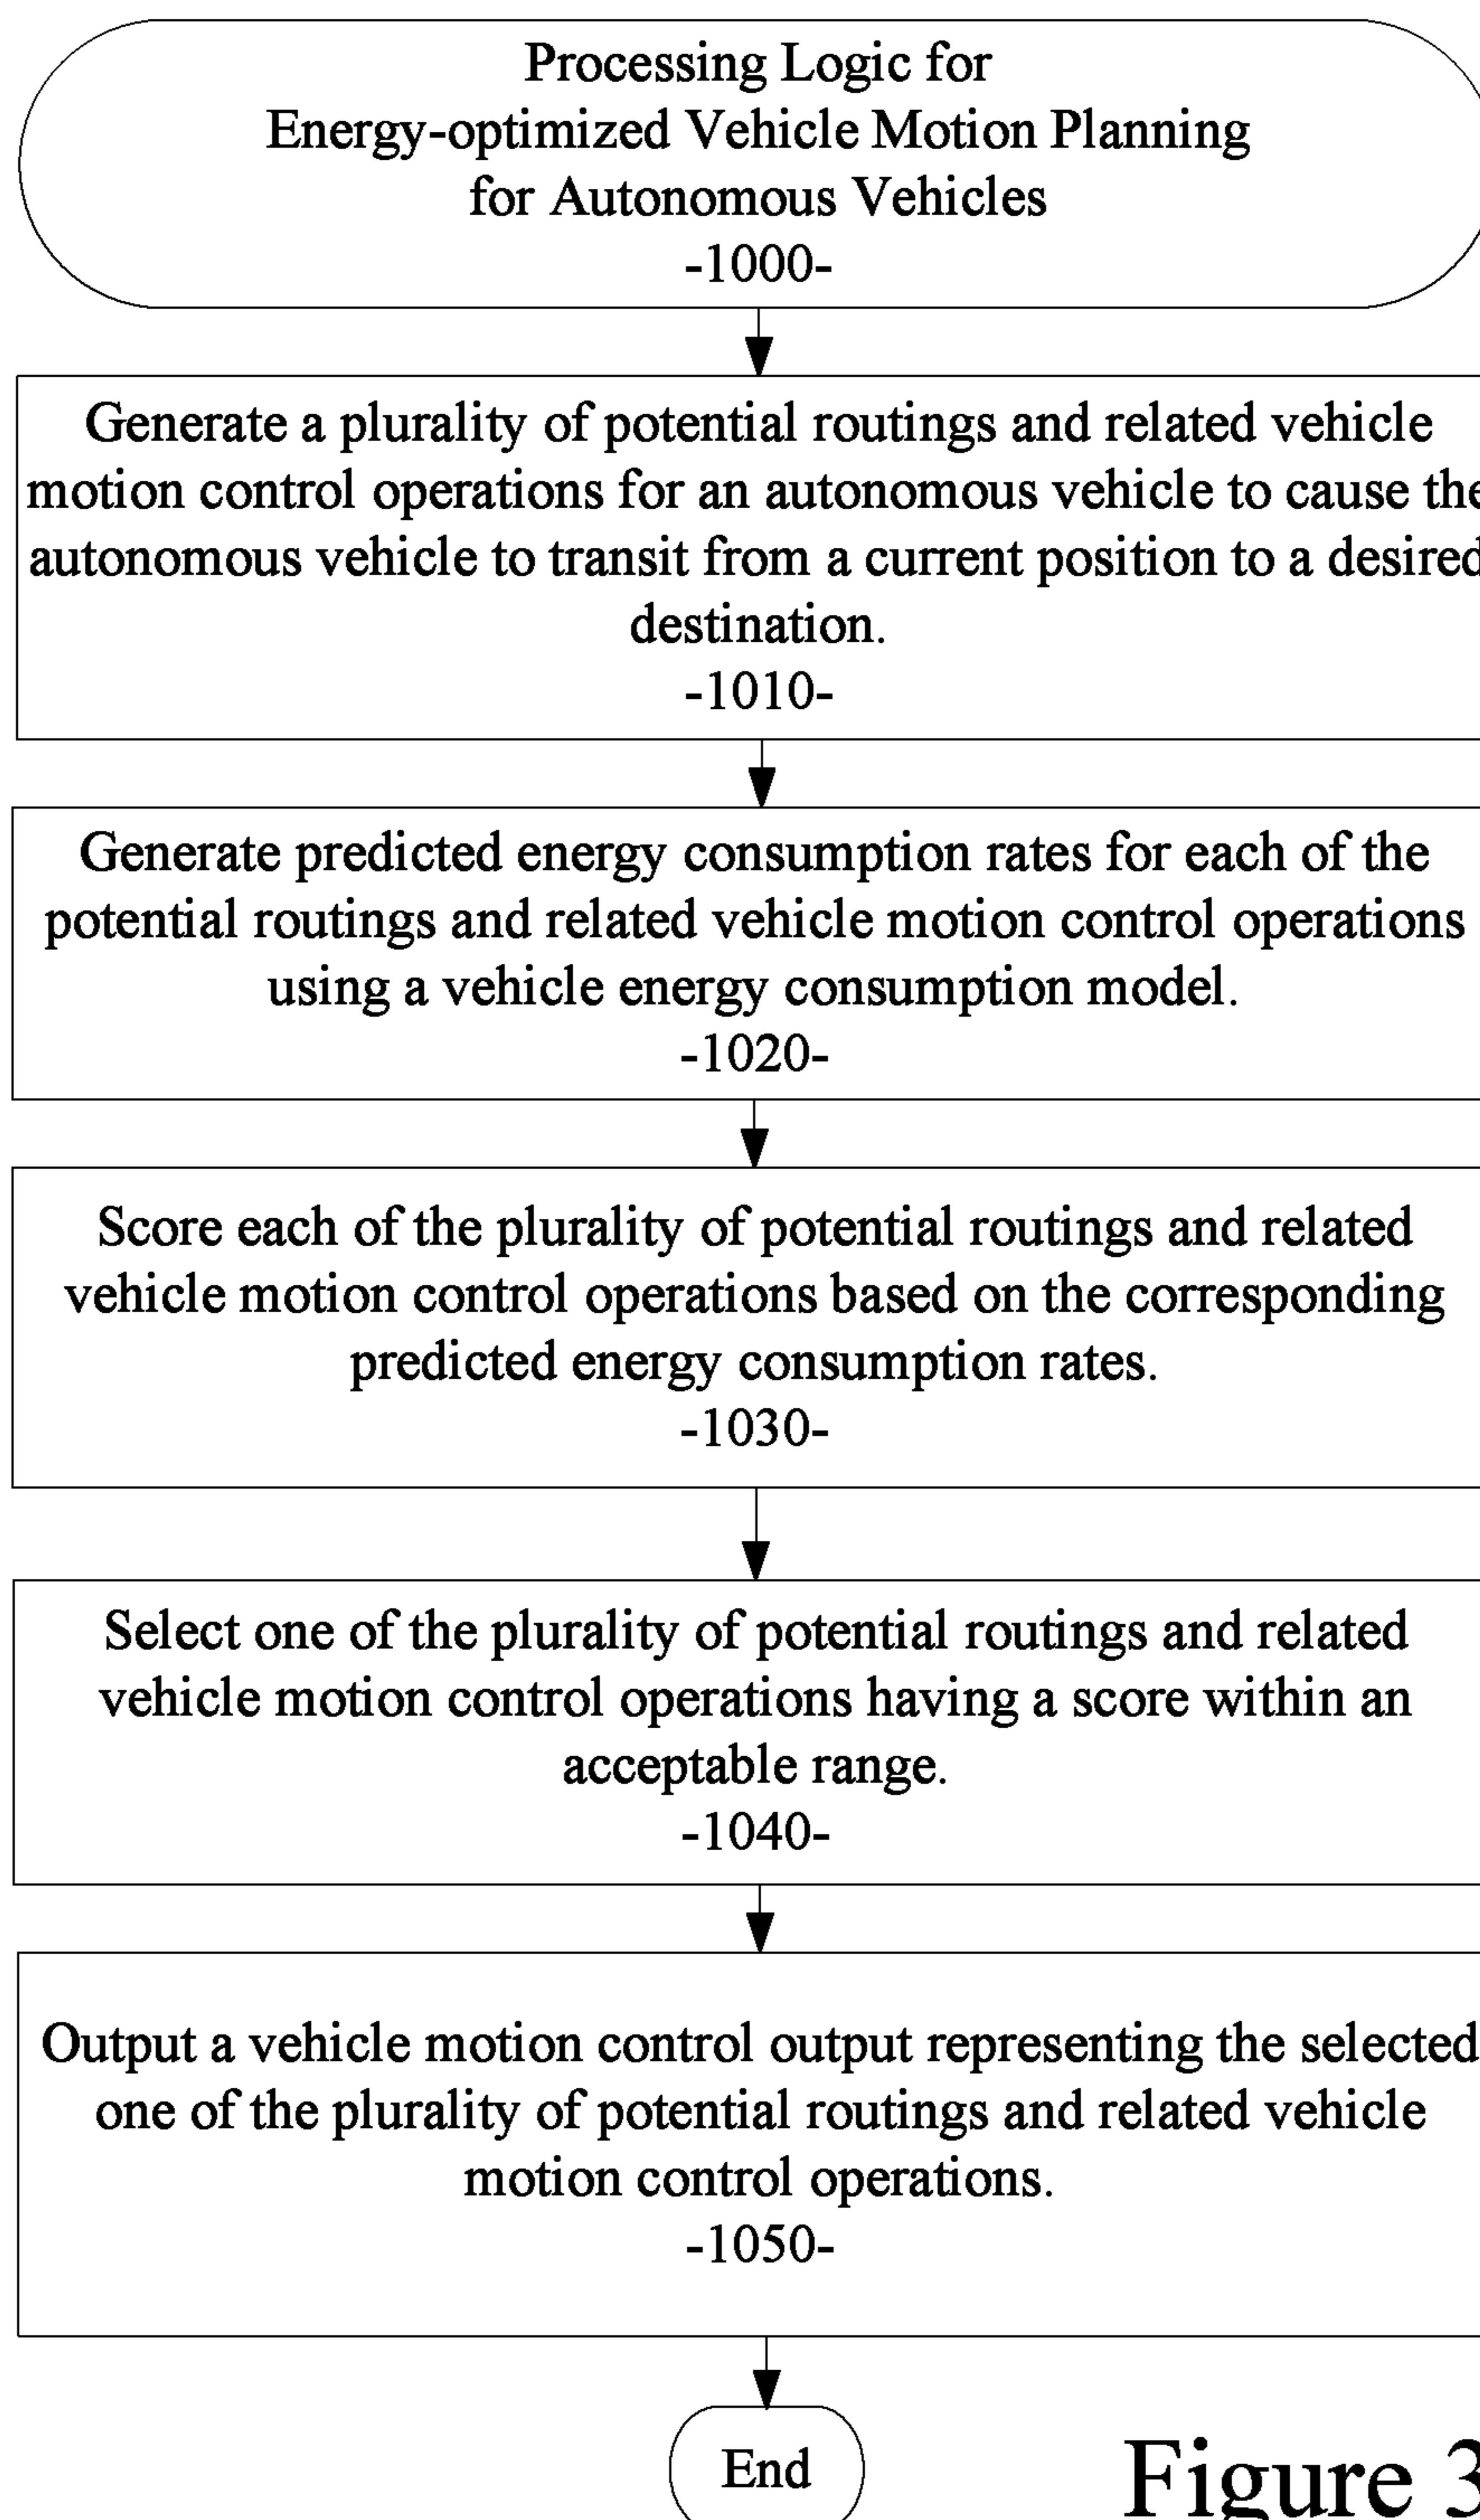 Processing Logic for
Energy-optimized Vehicle Motion Planning
for Autonomous Vehicles
-1000-
Generate a plurality of potential routings and related vehicle
motion control operations for an autonomous vehicle to cause the
autonomous vehicle to transit from a current position to a desired
destination.
-1010-
Generate predicted energy consumption rates for each of the
potential routings and related vehicle motion control operations
using a vehicle energy consumption model.
-1020-
Score each of the plurality of potential routings and related
vehicle motion control operations based on the corresponding
predicted energy consumption rates.
-1030-
Select one of the plurality of potential routings and related
vehicle motion control operations having a score within an
acceptable range.
-1040-
Output a vehicle motion control output representing the selected
one of the plurality of potential routings and related vehicle
motion control operations.
-1050-
End
Figure 3